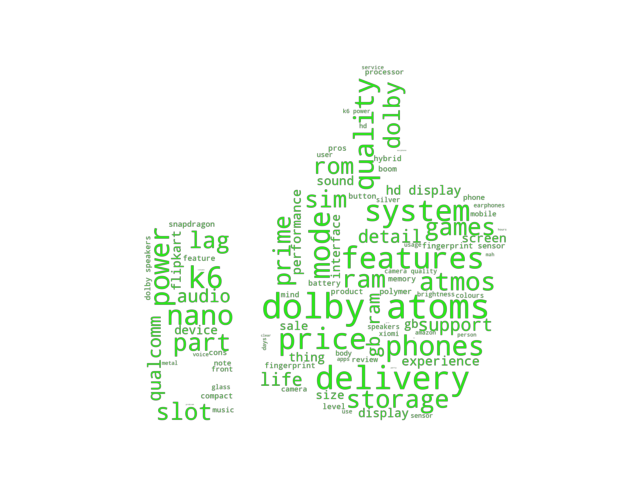 service
processor
k6 power
hd
quality
dolby
pros
user
hybrid
rom
boom
sound
sim
button
silver
hd display
phone
earphones
mobile
system
games
screen
detail
usage
fingerprint sensor
prime
performance
mode
interface
features
mah
camera quality
memory
ram
atmos
battery
product
polymer
brightness
colours
mind
dolby atoms
sale
gb ram
speakers
xiomi
gb
support
amazon
person
price
phones
clear
days
thing
body
apps
review
experience
fingerprint
life
delivery
camera
size
storage
level
use
display
sensor
snapdragon
dolby speakers
power
flipkart
lag
feature
k6
audio
nano
device
part
qualcomm
voice
cons
metal
note
front
glass
compact
slot
music